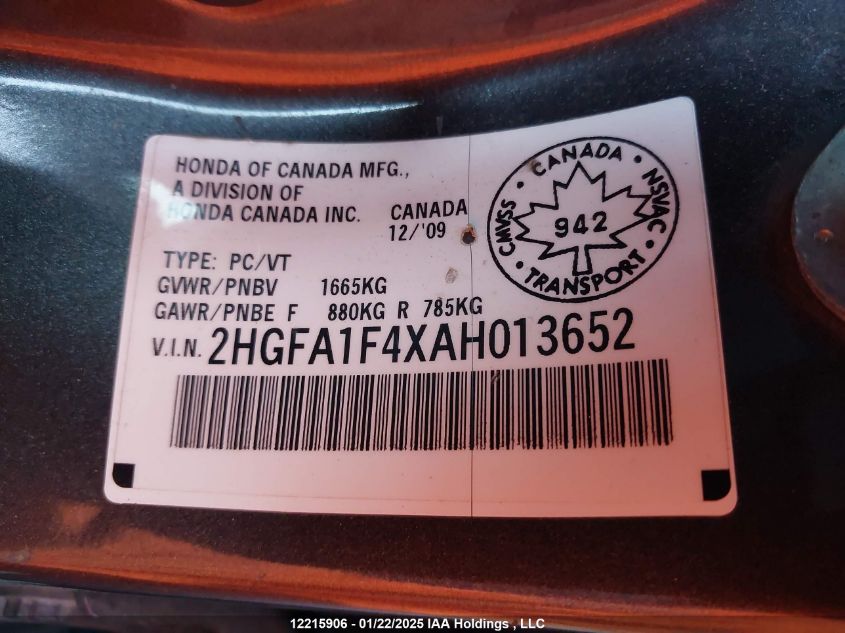 HONDA OF CANADA MFG.,
A DIVISION OF
HONDA CANADA INC.
CANADA
12/'09
TYPE: PC/VT
GVWR/PNBV 1665KG
GAWR/PNBE F 880KG R 785KG
V.I.N. 2HGFA1F4XAH013652
• CANADA •
CMVSS
942
NSVAC
• TRANSPORT •
12215906 - 01/22/2025 IAA Holdings , LLC